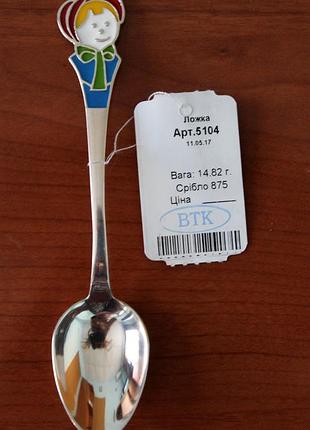 Ложка
Арт.5104
11.05.17
Вага: 14.82 г.
Срібло 875
Ціна
ВТК